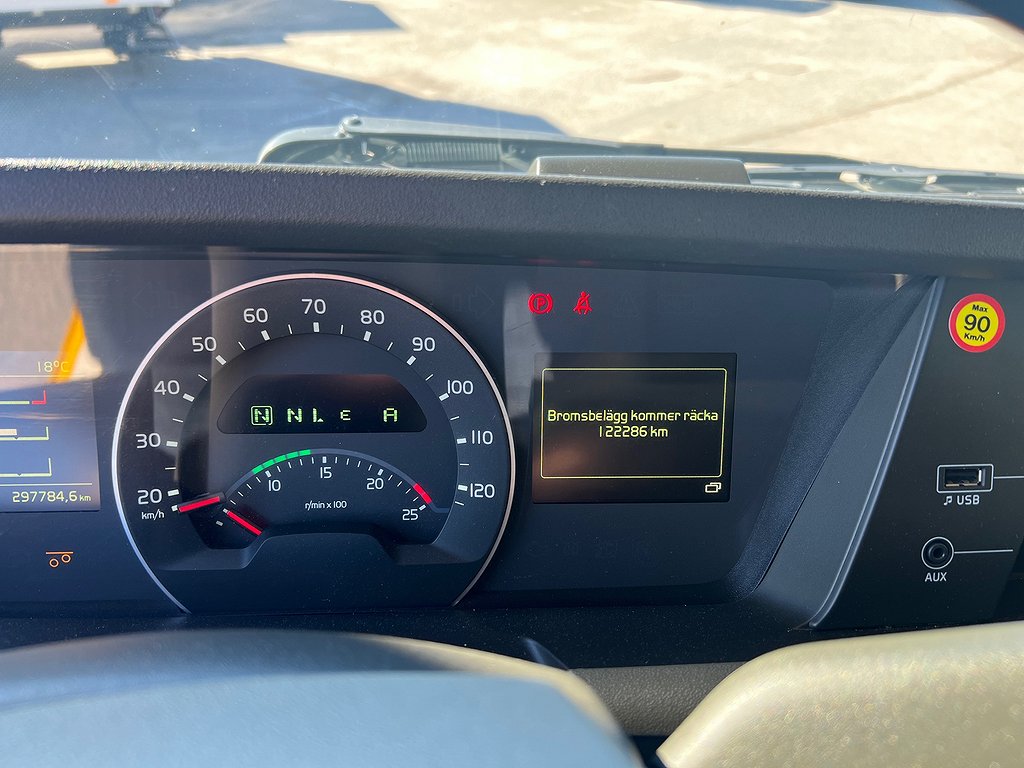 18°C
297784,6 km
20
30
40
50
60
70
80
90
100
110
120
km/h
N N L E A
10
15
20
25
r/min x 100
P
Bromsbelägg kommer räcka
122286 km
Max
90
Km/h
USB
AUX